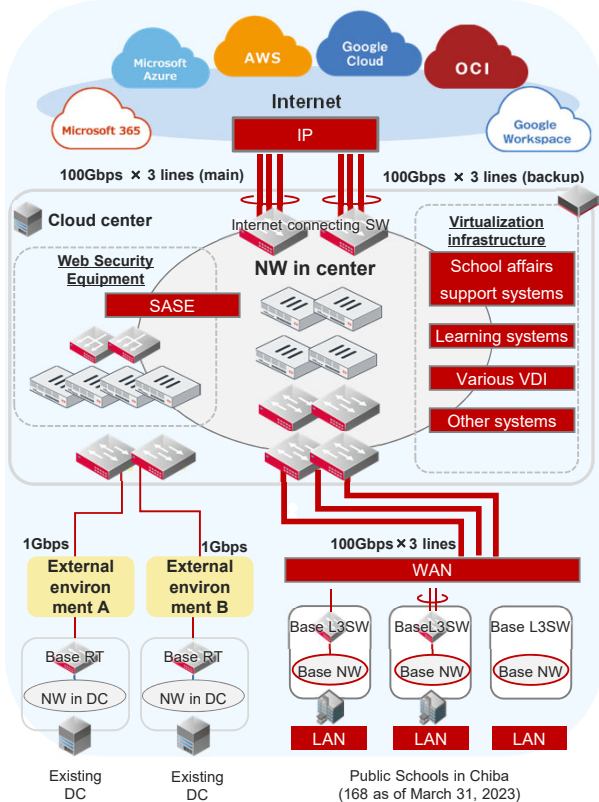 Microsoft
Azure
AWS
Google
Cloud
OCI
Microsoft 365
Internet
Google
Workspace
IP
100Gbps × 3 lines (main)
100Gbps × 3 lines (backup)
Cloud center
Internet connecting SW
Virtualization
infrastructure
Web Security
Equipment
NW in center
School affairs
support systems
SASE
Learning systems
Various VDI
Other systems
1Gbps
1Gbps
100Gbps×3 lines
External
environ
ment A
External
environ
ment B
WAN
Base RT
Base RT
Base L3SW
BaseL3SW
Base L3SW
NW in DC
NW in DC
Base NW
Base NW
Base NW
LAN
LAN
LAN
Existing
DC
Existing
DC
Public Schools in Chiba
(168 as of March 31, 2023)